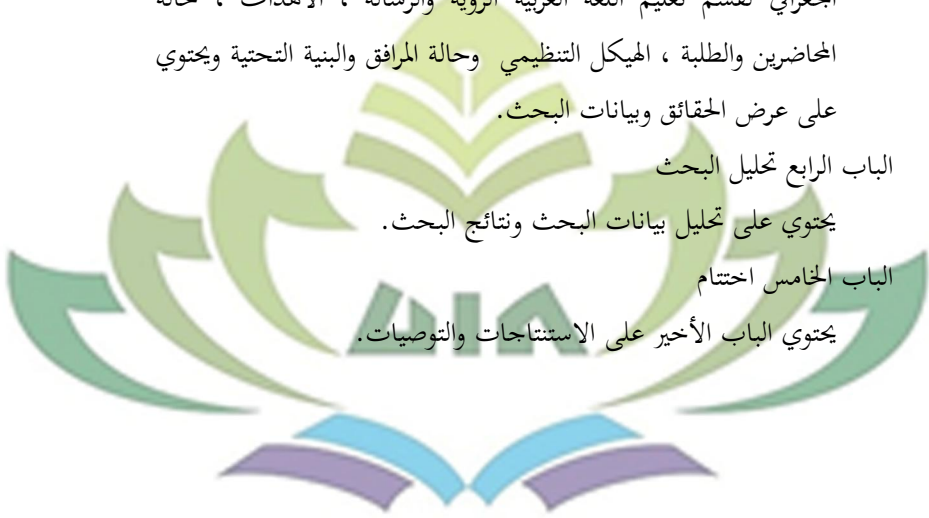 الجغرافي لقسم تعليم اللغة العربية الرؤية والرسالة ، الأهداف ، حالة
المحاضرين والطلبة ، الهيكل التنظيمي وحالة المرافق والبنية التحتية ويحتوي
على عرض الحقائق وبيانات البحث.
الباب الرابع تحليل البحث
يحتوي على تحليل بيانات البحث ونتائج البحث.
الباب الخامس اختتام
يحتوي الباب الأخير على الاستنتاجات والتوصيات.